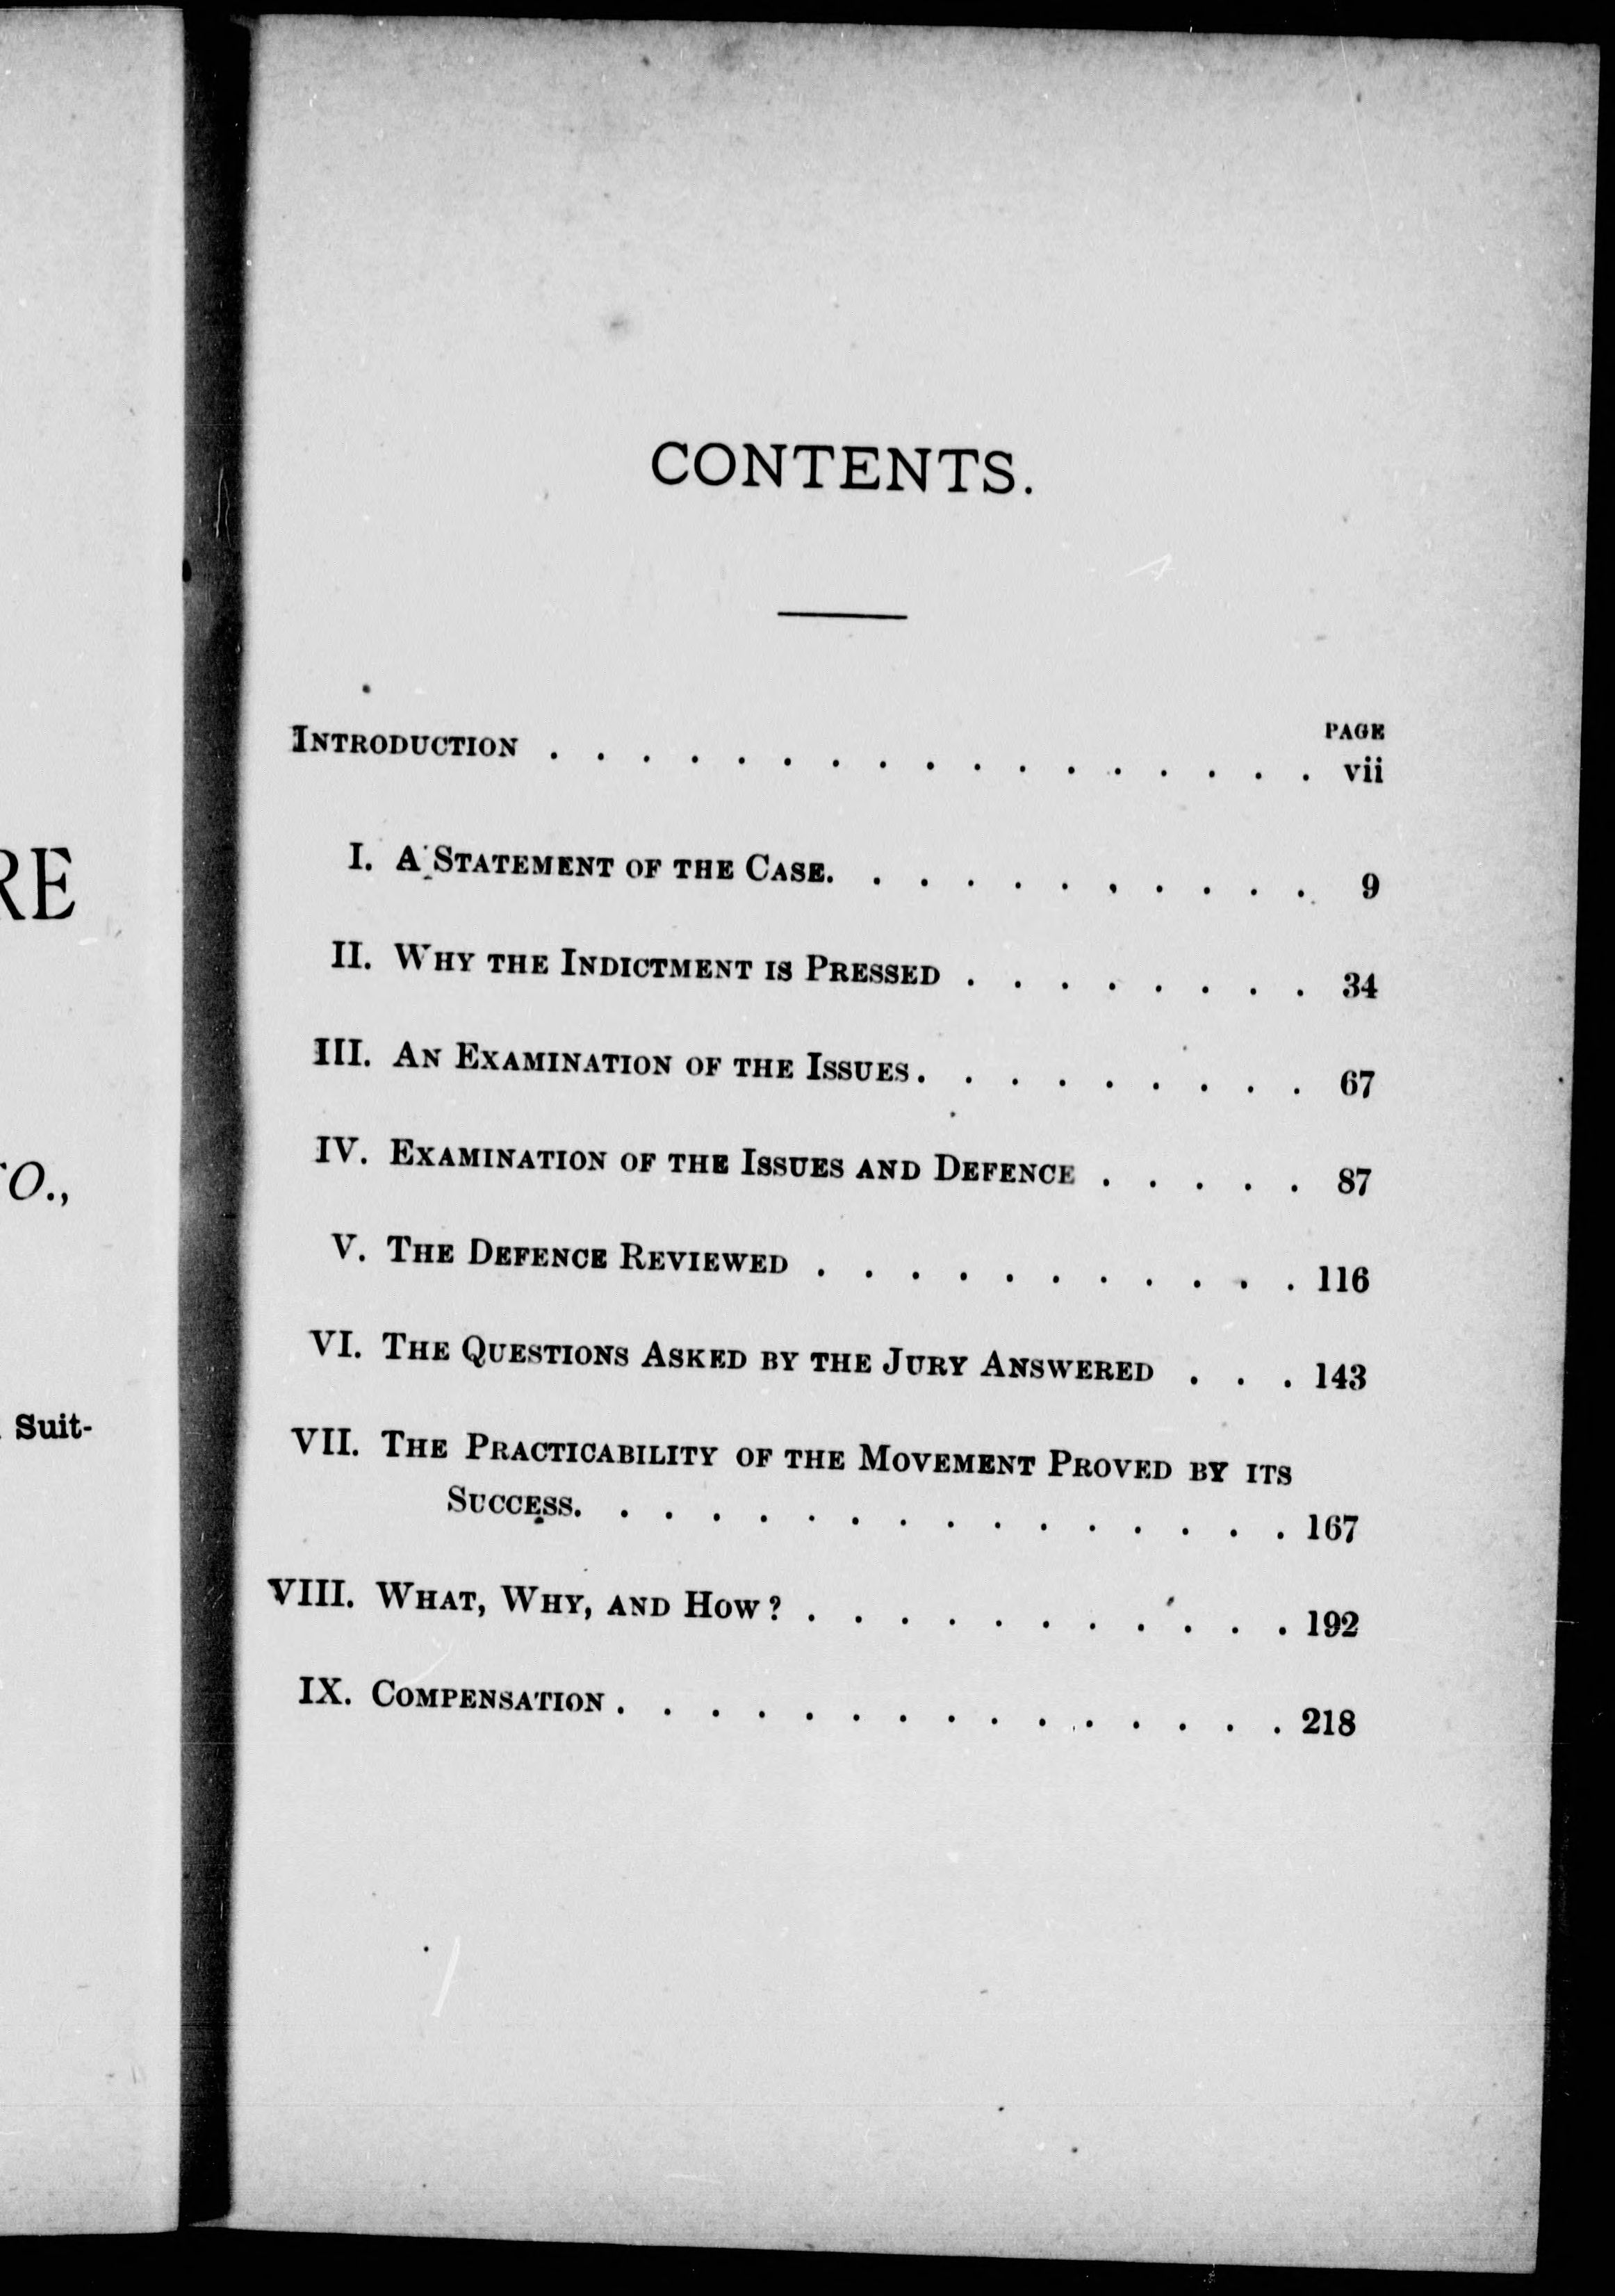 RE
O.,
Suit-
CONTENTS.
PAGE
INTRODUCTION . . . . . . . . . . . . . . . . . vii
I. A STATEMENT OF THE CASE. . . . . . . . . . . 9
II. WHY THE INDICTMENT IS PRESSED . . . . . . . . 34
III. AN EXAMINATION OF THE ISSUES. . . . . . . . . 67
IV. EXAMINATION OF THE ISSUES AND DEFENCE . . . . . 87
V. THE DEFENCE REVIEWED . . . . . . . . . . . 116
VI. THE QUESTIONS ASKED BY THE JURY ANSWERED . . . 143
VII. THE PRACTICABILITY OF THE MOVEMENT PROVED BY ITS
SUCCESS. . . . . . . . . . . . . . . . 167
VIII. WHAT, WHY, AND HOW? . . . . . . . . . . . 192
IX. COMPENSATION . . . . . . . . . . . . . . . 218